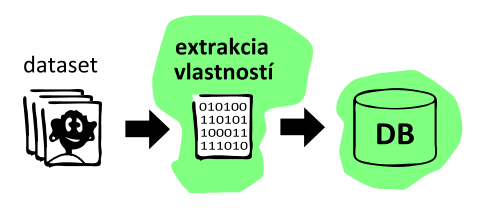 dataset
extrakcia
vlastností
010100
110101
100011
111010
DB